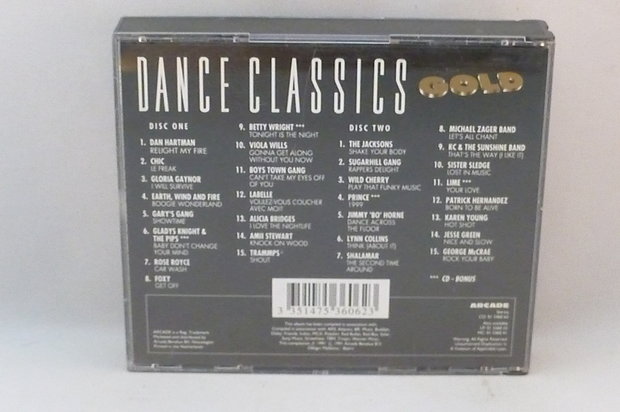 DANCE CLASSICS GOLD
DISC ONE
1. DAN HARTMAN
RELIGHT MY FIRE
2. CHIC
LE FREAK
3. GLORIA GAYNOR
I WILL SURVIVE
4. EARTH, WIND AND FIRE
BOOGIE WONDERLAND
5. GARY'S GANG
SHOWTIME
6. GLADYS KNIGHT &
THE PIPS ***
BABY DON'T CHANGE
YOUR MIND
7. ROSE ROYCE
CAR WASH
8. FOXY
GET OFF
9. BETTY WRIGHT ***
TONIGHT IS THE NIGHT
10. VIOLA WILLS
GONNA GET ALONG
WITHOUT YOU NOW
11. BOYS TOWN GANG
CAN'T TAKE MY EYES OFF
OF YOU
12. LABELLE
VOULEZ-VOUS COUCHER
AVEC MOI?
13. ALICIA BRIDGES
I LOVE THE NIGHTLIFE
14. AMII STEWART
KNOCK ON WOOD
15. TRAMMPS
SHOUT
DISC TWO
1. THE JACKSONS
SHAKE YOUR BODY
2. SUGARHILL GANG
RAPPERS DELIGHT
3. WILD CHERRY
PLAY THAT FUNKY MUSIC
4. PRINCE ***
1999
5. JIMMY 'BO' HORNE
DANCE ACROSS
THE FLOOR
6. LYNN COLLINS
THINK (ABOUT IT)
7. SHALAMAR
THE SECOND TIME
AROUND
8. MICHAEL ZAGER BAND
LET'S ALL CHANT
9. KC & THE SUNSHINE BAND
THAT'S THE WAY (I LIKE IT)
10. SISTER SLEDGE
LOST IN MUSIC
11. LIME ***
YOUR LOVE
12. PATRICK HERNANDEZ
BORN TO BE ALIVE
13. KAREN YOUNG
HOT SHOT
14. JESSE GREEN
NICE AND SLOW
15. GEORGE McCRAE
ROCK YOUR BABY
*** CD - BONUS
3 351475 360623
ARCADE